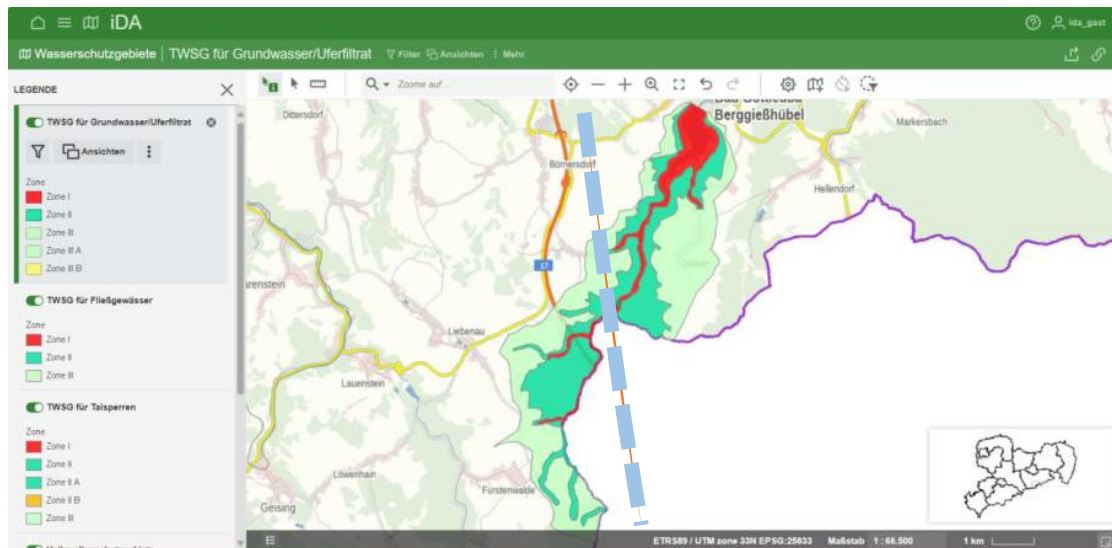 iDA
ida_gast
Wasserschutzgebiete | TWSG für Grundwasser/Uferfiltrat Filter Ansichten Mehr
LEGENDE
Zoome auf ...
TWSG für Grundwasser/Uferfiltrat
Ansichten
Zone
Zone I
Zone II
Zone III
Zone III A
Zone III B
TWSG für Fließgewässer
Zone
Zone I
Zone II
Zone III
TWSG für Talsperren
Zone
Zone I
Zone II
Zone II A
Zone II B
Zone III
Dittersdorf
Berggießhübel
Markersbach
Börnersdorf
Hellendorf
17
Liebenau
Lauenstein
Löwenhain
Fürstenwalde
Geising
ETRS89 / UTM zone 33N EPSG:25833 Maßstab 1 : 66.500 1 km